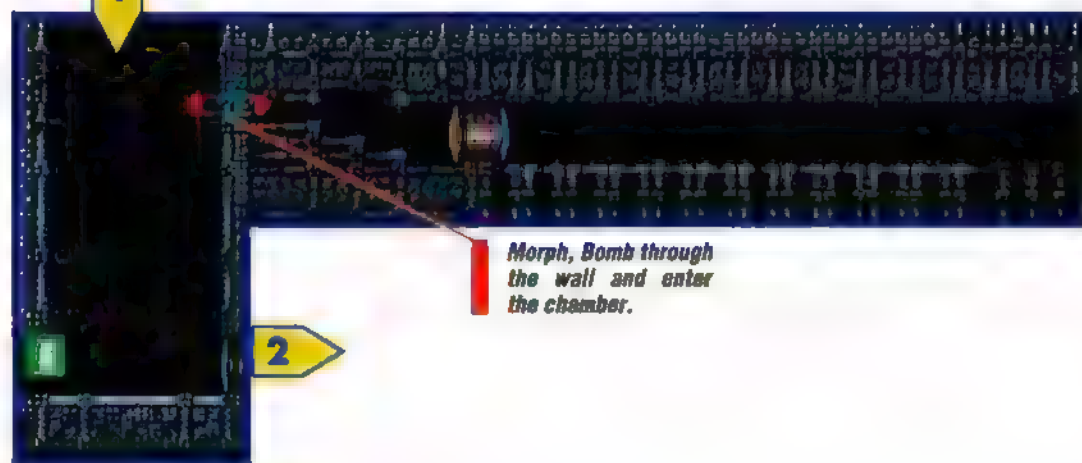 Morph, Bomb through
the wall and enter
the chamber.
2